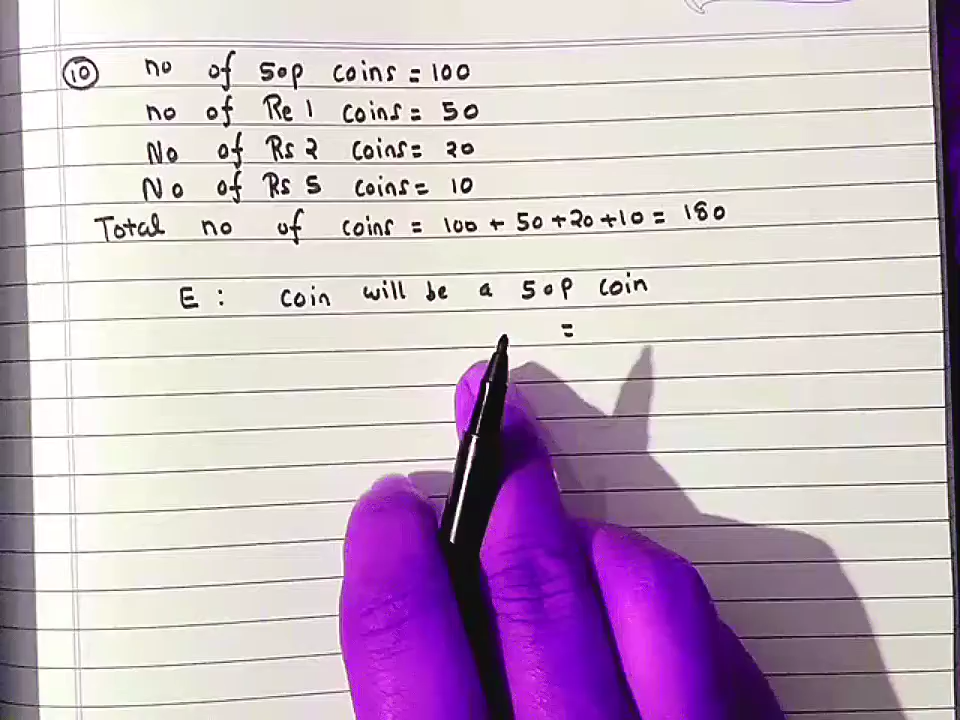 10 no of 50p coins = 100
no of Re 1 coins = 50
No of Rs 2 coins = 20
No of Rs 5 coins = 10
Total no of coins = 100 + 50 + 20 + 10 = 180
E : coin will be a 50p coin
=